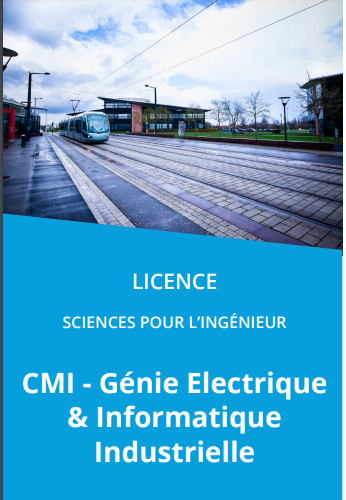 LICENCE
SCIENCES POUR L'INGÉNIEUR
CMI - Génie Electrique
& Informatique
Industrielle